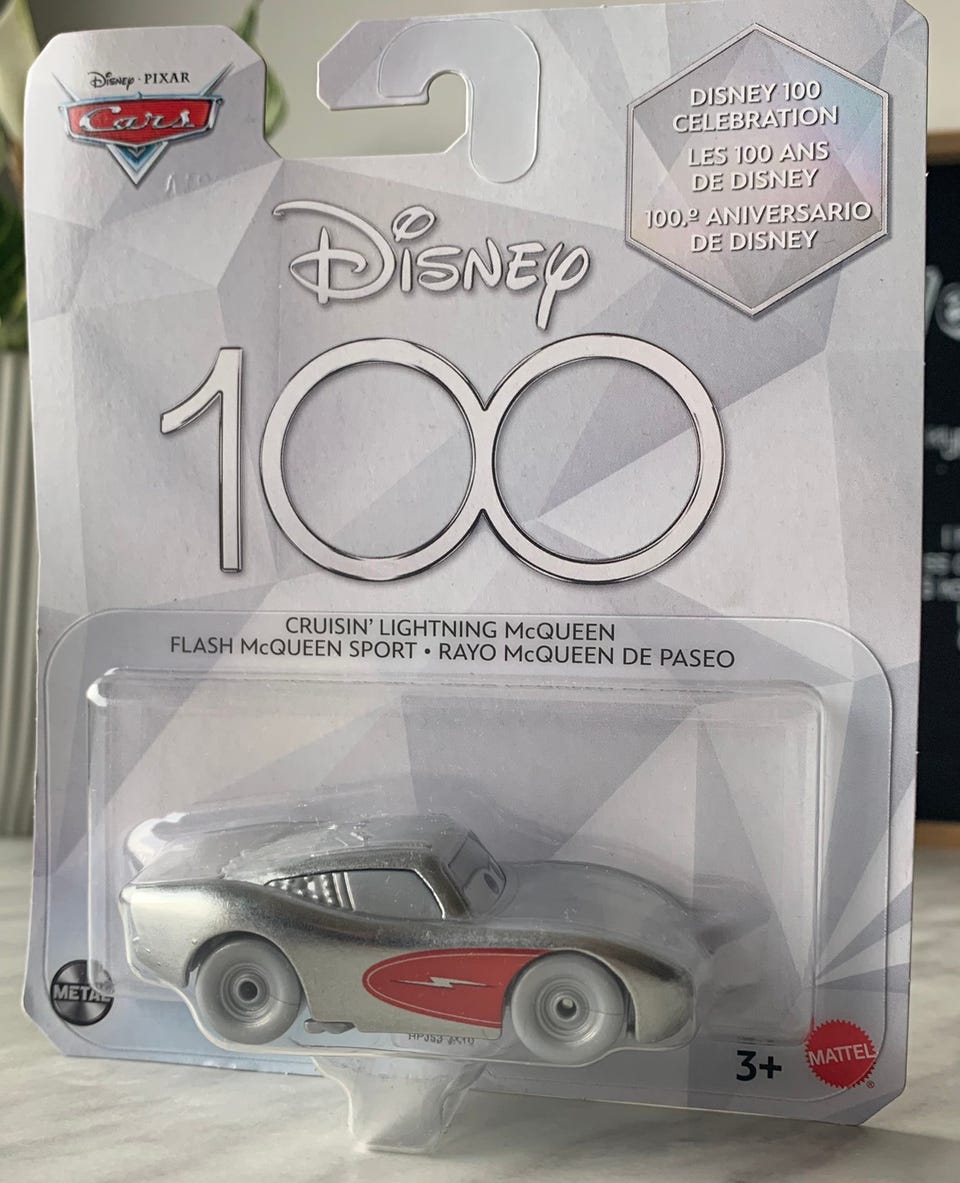 Disney · PIXAR
Cars
DISNEY 100
CELEBRATION
LES 100 ANS
DE DISNEY
100.º ANIVERSARIO
DE DISNEY
Disney
100
CRUISIN' LIGHTNING McQUEEN
FLASH McQUEEN SPORT • RAYO McQUEEN DE PASEO
METAL
3+
MATTEL
®